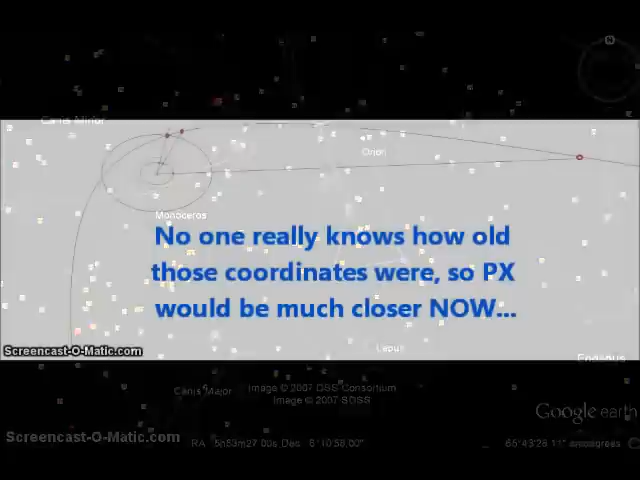 N
Canis Minor
Orion
Monoceros
No one really knows how old
those coordinates were, so PX
would be much closer NOW...
Screencast-O-Matic.com
Lepus
Eridanus
Canis Major
Image © 2007 DSS Consortium
Image © 2007 SDSS
Google earth
Screencast-O-Matic.com